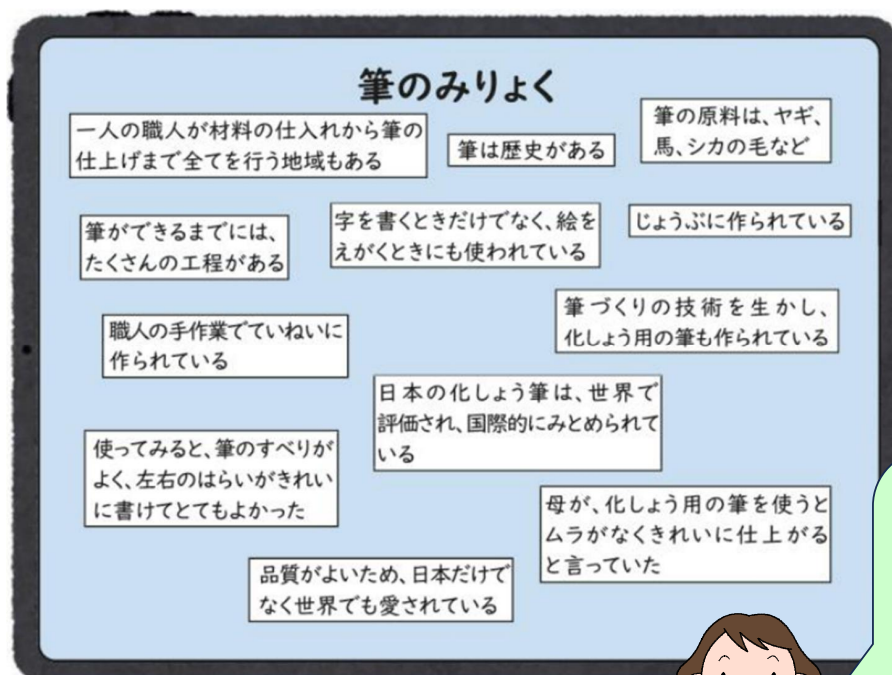 筆のみりょく
一人の職人が材料の仕入れから筆の
仕上げまで全てを行う地域もある
筆は歴史がある
筆の原料は、ヤギ、
馬、シカの毛など
筆ができるまでには、
たくさんの工程がある
字を書くときだけでなく、絵を
えがくときにも使われている
じょうぶに作られている
職人の手作業でていねいに
作られている
筆づくりの技術を生かし、
化しょう用の筆も作られている
日本の化しょう筆は、世界で
評価され、国際的にみとめられて
いる
使ってみると、筆のすべりが
よく、左右のはらいがきれい
に書けてとてもよかった
母が、化しょう用の筆を使うと
ムラがなくきれいに仕上がる
と言っていた
品質がよいため、日本だけで
なく世界でも愛されている